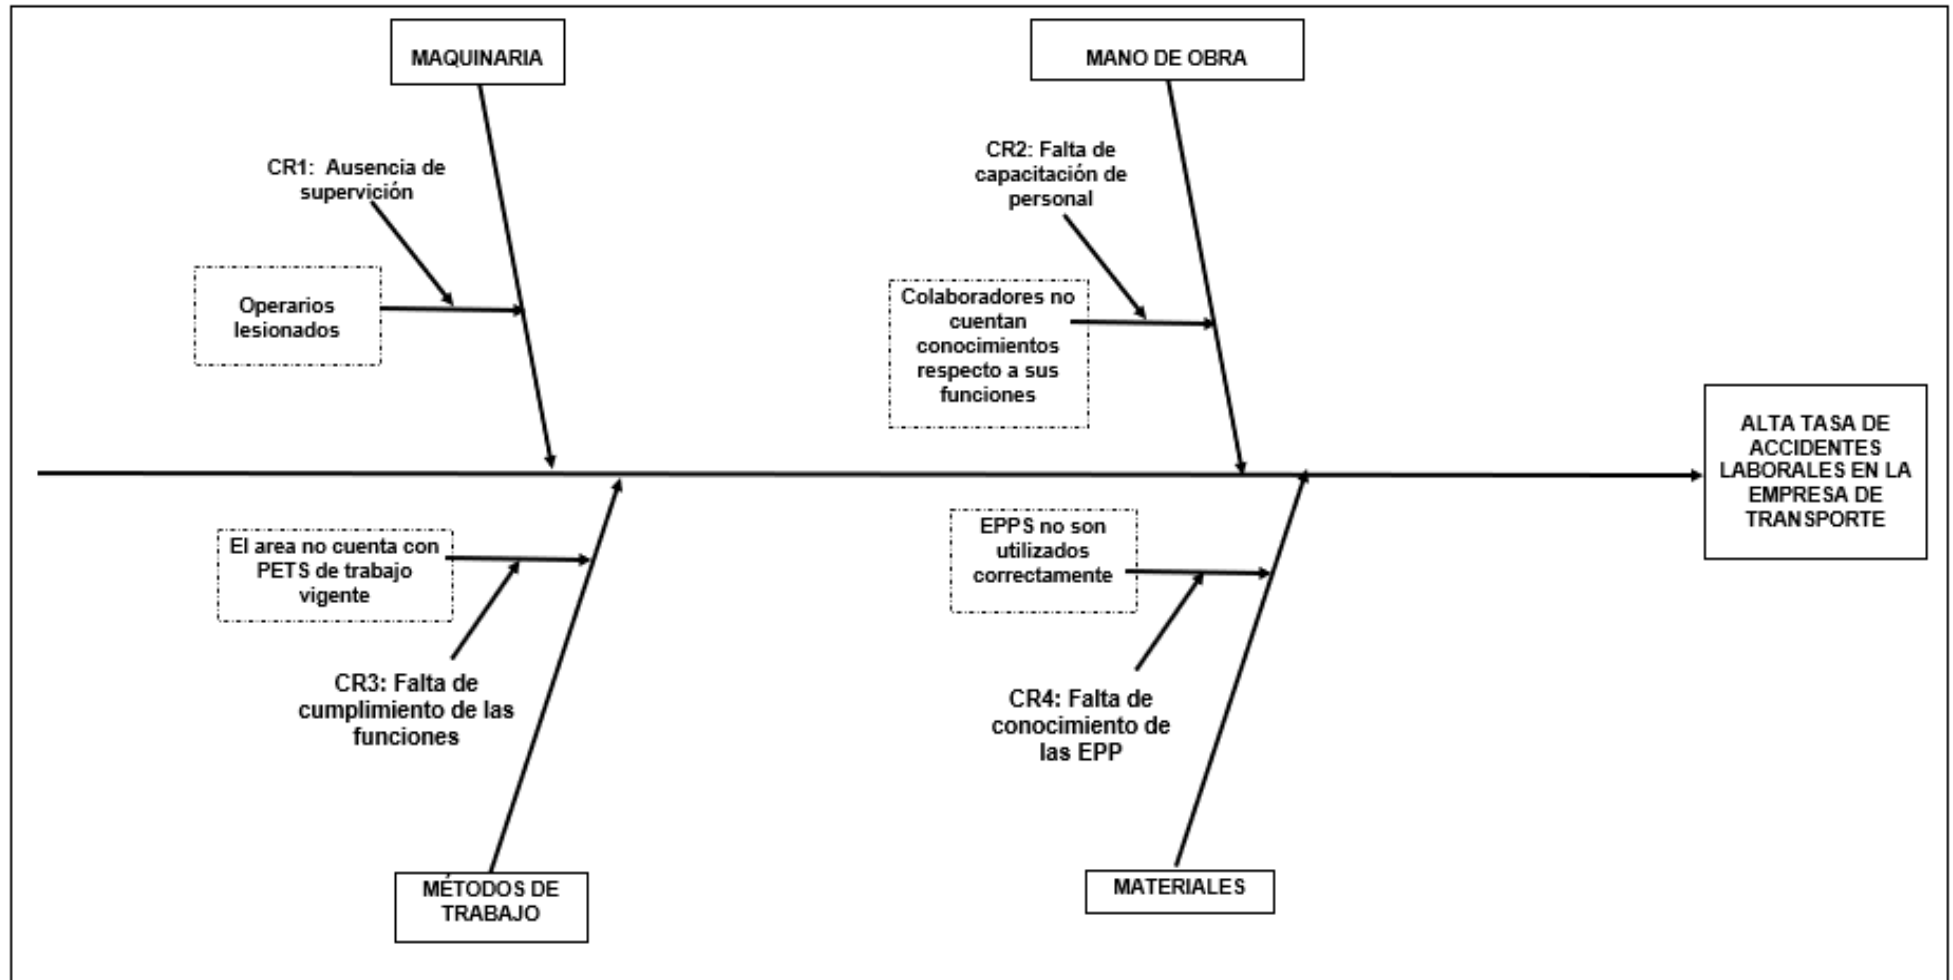 MAQUINARIA
MANO DE OBRA
CR1: Ausencia de
supervición
CR2: Falta de
capacitación de
personal
Operarios
lesionados
Colaboradores no
cuentan
conocimientos
respecto a sus
funciones
ALTA TASA DE
ACCIDENTES
LABORALES EN LA
EMPRESA DE
TRANSPORTE
El area no cuenta con
PETS de trabajo
vigente
EPPS no son
utilizados
correctamente
CR3: Falta de
cumplimiento de las
funciones
CR4: Falta de
conocimiento de
las EPP
MÉTODOS DE
TRABAJO
MATERIALES